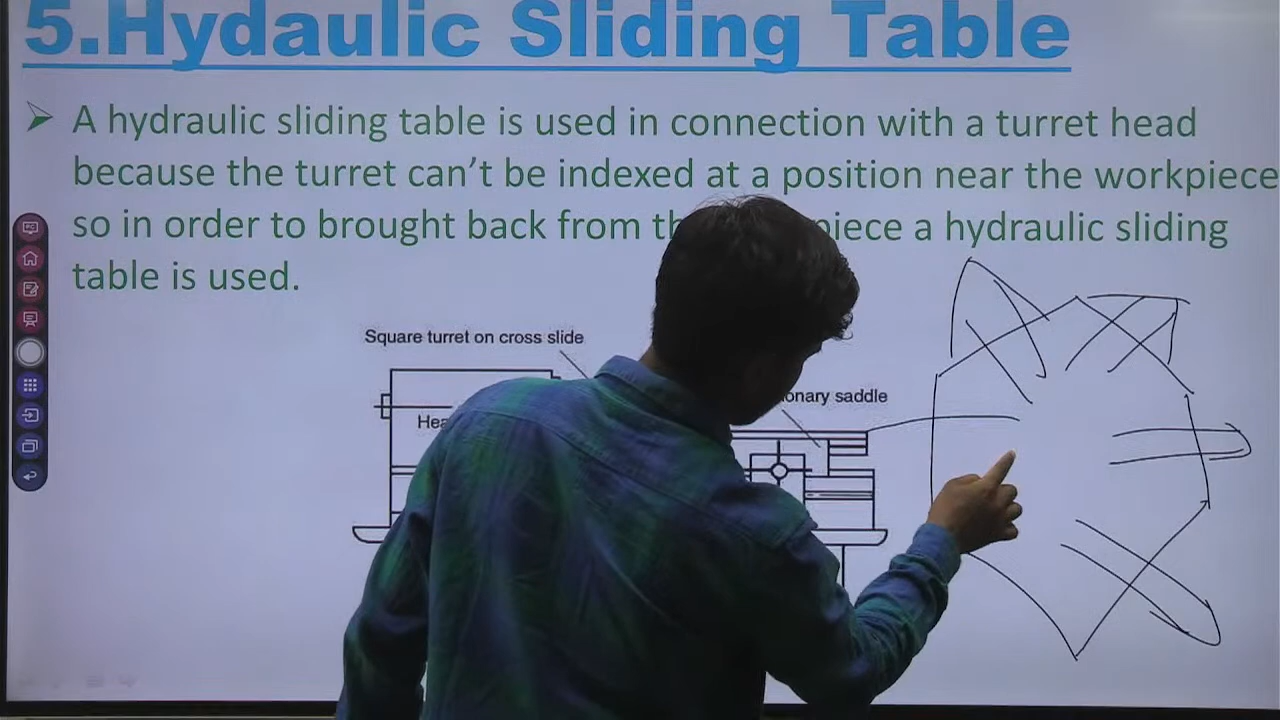 5.Hydaulic Sliding Table
A hydraulic sliding table is used in connection with a turret head
because the turret can’t be indexed at a position near the workpiece
so in order to brought back from piece a hydraulic sliding
table is used.
Square turret on cross slide
saddle